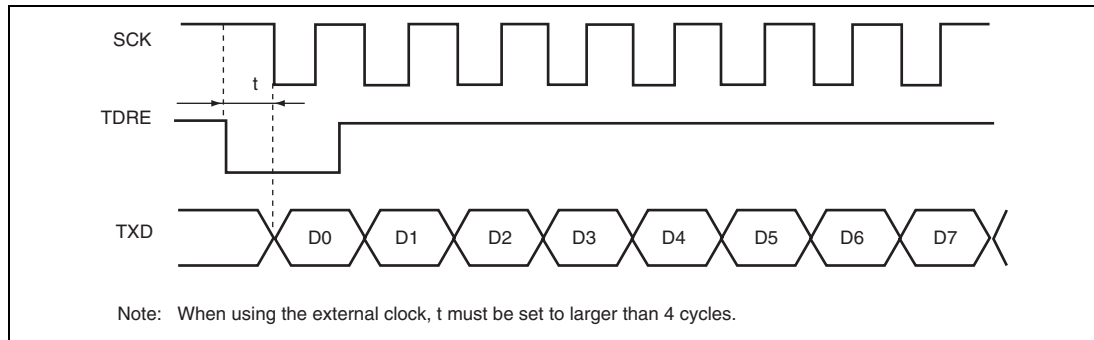 SCK
t
TDRE
TXD D0 D1 D2 D3 D4 D5 D6 D7
Note: When using the external clock, t must be set to larger than 4 cycles.